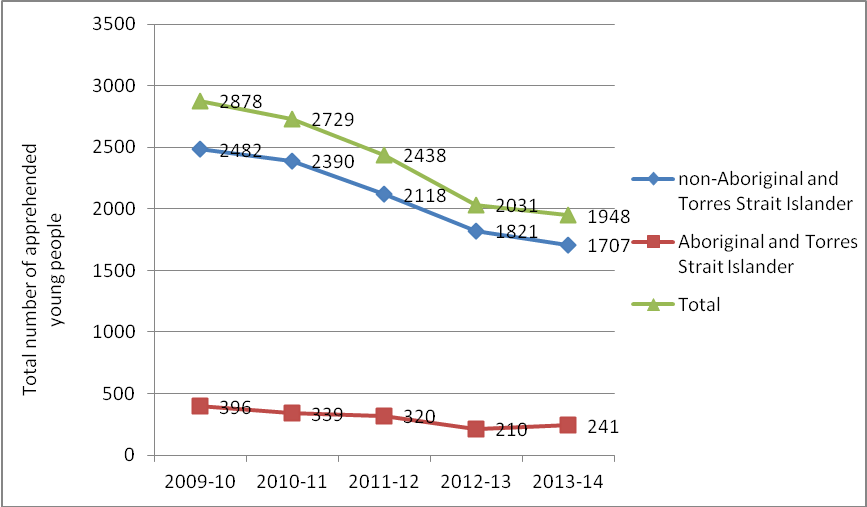 3500
3000
2500
2000
1500
1000
500
0
Total number of apprehended
young people
2878
2729
2438
2031
1948
2482
2390
2118
1821
1707
396
339
320
210
241
2009-10 2010-11 2011-12 2012-13 2013-14
non-Aboriginal and
Torres Strait Islander
Aboriginal and Torres
Strait Islander
Total